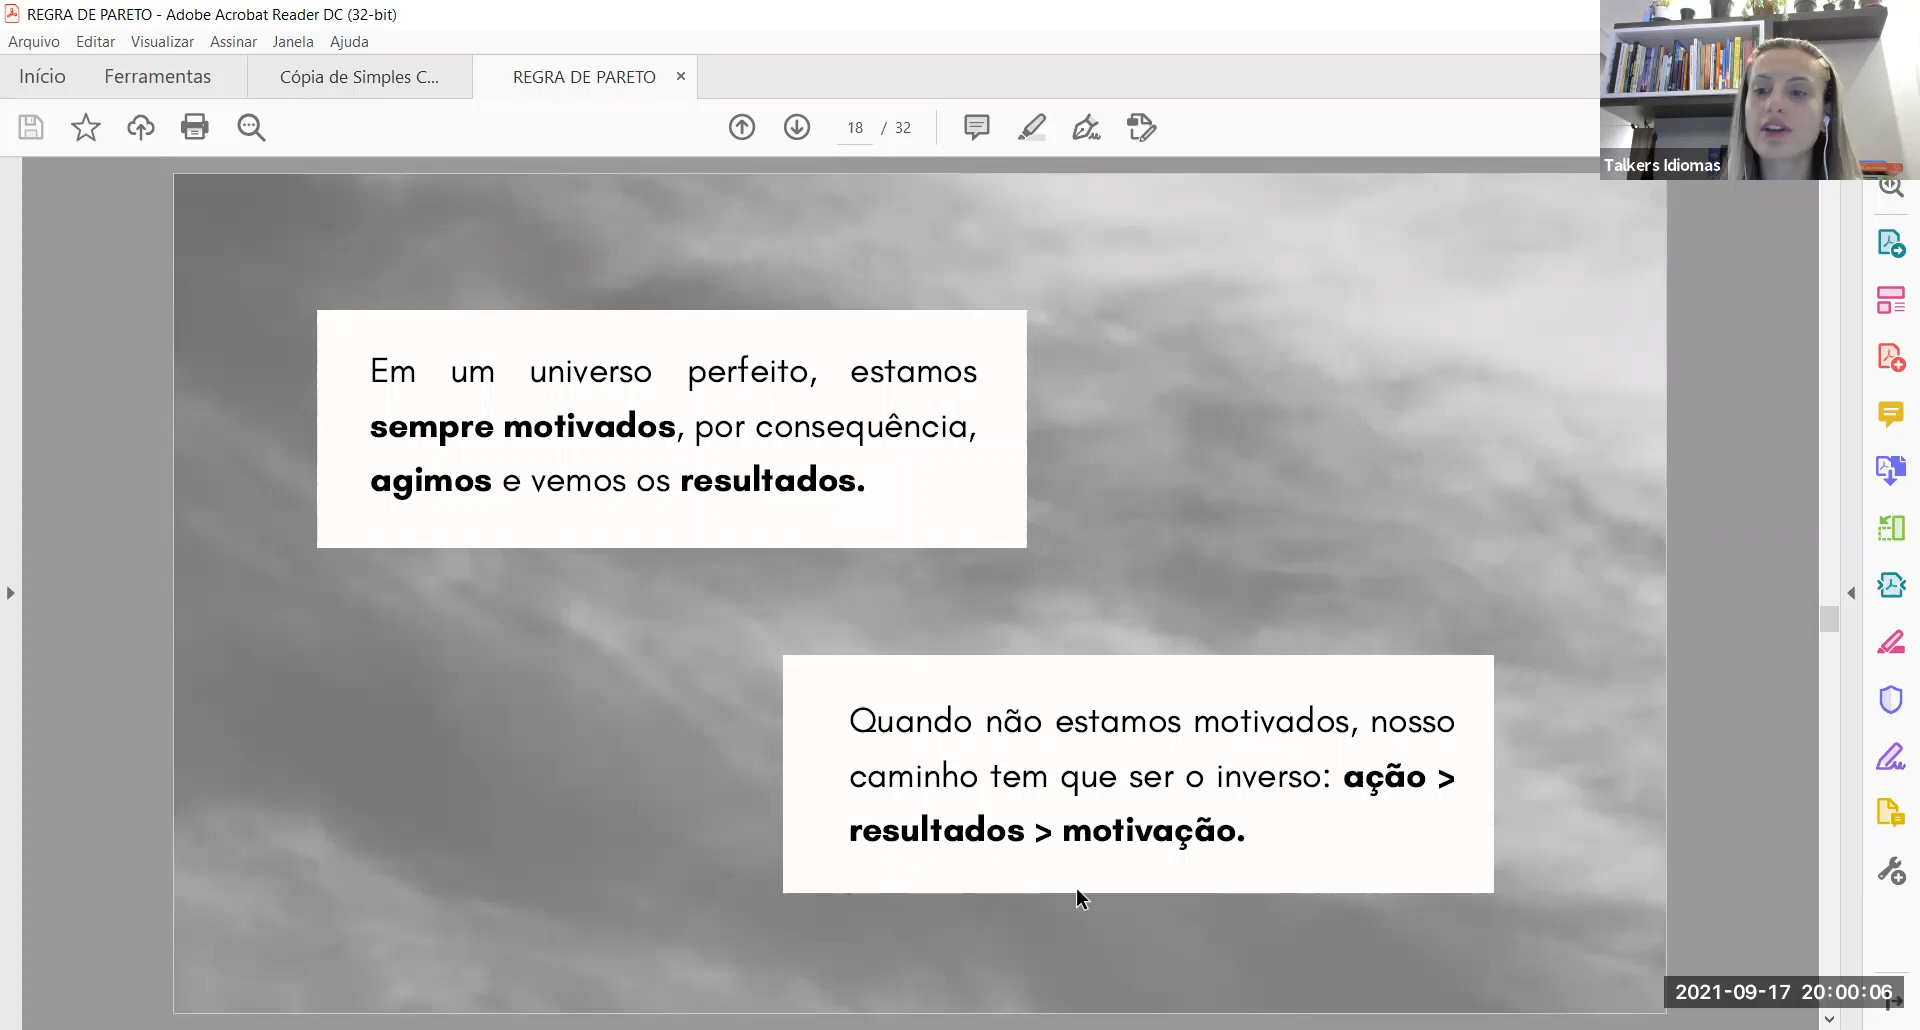 REGRA DE PARETO - Adobe Acrobat Reader DC (32-bit)
Arquivo Editar Visualizar Assinar Janela Ajuda
Início Ferramentas Cópia de Simples C... REGRA DE PARETO
18 / 32
Talkers Idiomas
Em um universo perfeito, estamos
sempre motivados, por consequência,
agimos e vemos os resultados.
Quando não estamos motivados, nosso
caminho tem que ser o inverso: ação >
resultados > motivação.
2021-09-17 20:00:06